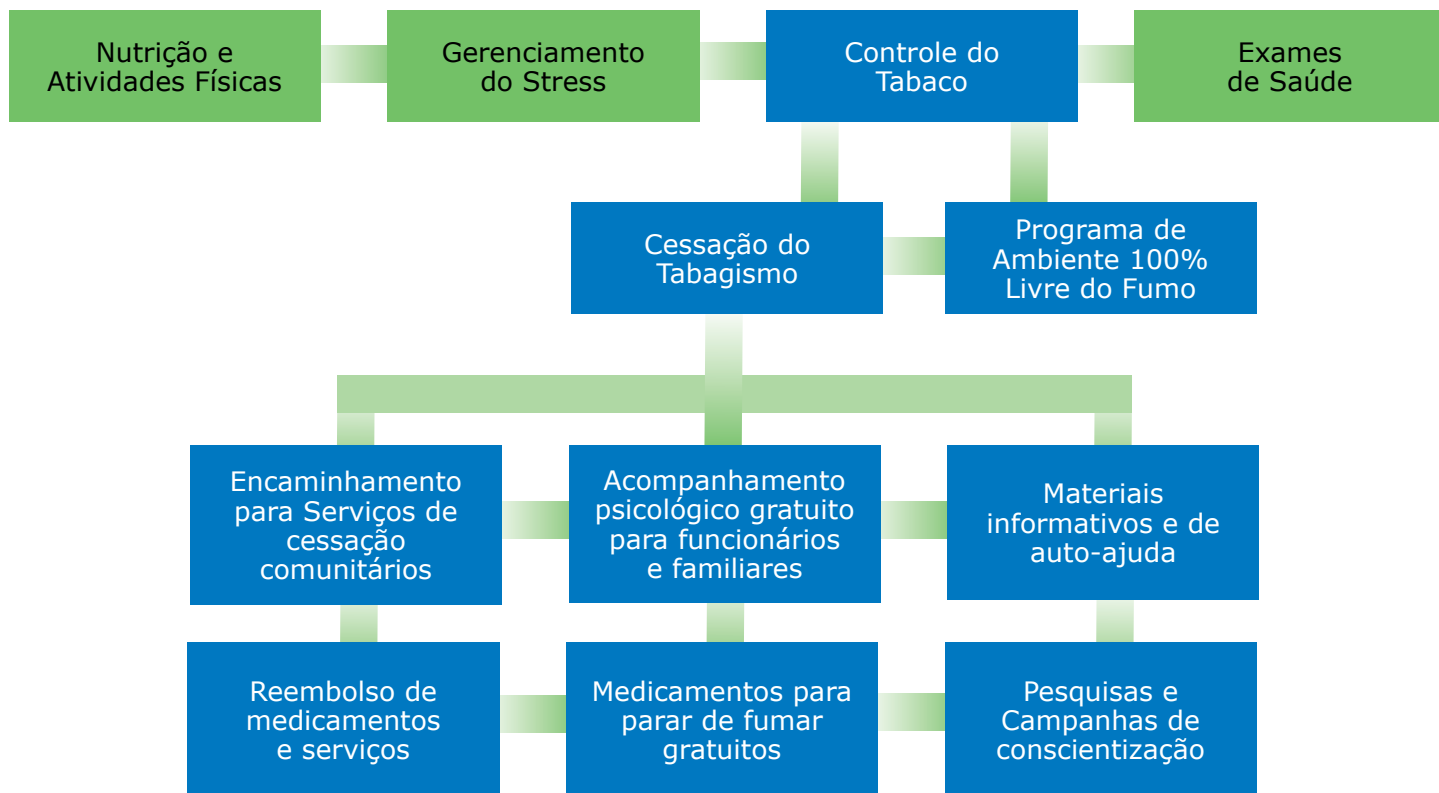 Nutrição e
Atividades Físicas
Gerenciamento
do Stress
Controle do
Tabaco
Exames
de Saúde
Cessação do
Tabagismo
Programa de
Ambiente 100%
Livre do Fumo
Encaminhamento
para Serviços de
cessação
comunitários
Acompanhamento
psicológico gratuito
para funcionários
e familiares
Materiais
informativos e de
auto-ajuda
Reembolso de
medicamentos
e serviços
Medicamentos para
parar de fumar
gratuitos
Pesquisas e
Campanhas de
conscientização